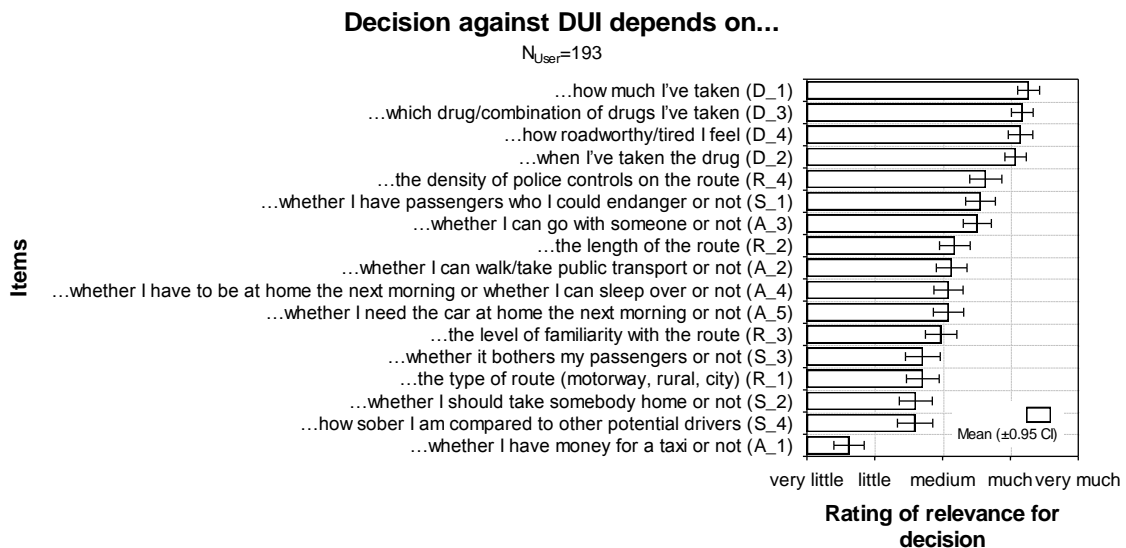 Decision against DUI depends on...
N_User=193
…how much I've taken (D_1)
…which drug/combination of drugs I've taken (D_3)
…how roadworthy/tired I feel (D_4)
…when I've taken the drug (D_2)
…the density of police controls on the route (R_4)
…whether I have passengers who I could endanger or not (S_1)
…whether I can go with someone or not (A_3)
…the length of the route (R_2)
…whether I can walk/take public transport or not (A_2)
…whether I have to be at home the next morning or whether I can sleep over or not (A_4)
…whether I need the car at home the next morning or not (A_5)
…the level of familiarity with the route (R_3)
…whether it bothers my passengers or not (S_3)
…the type of route (motorway, rural, city) (R_1)
…whether I should take somebody home or not (S_2)
…how sober I am compared to other potential drivers (S_4)
…whether I have money for a taxi or not (A_1)
Items
Mean (±0.95 CI)
very little little medium much very much
Rating of relevance for
decision